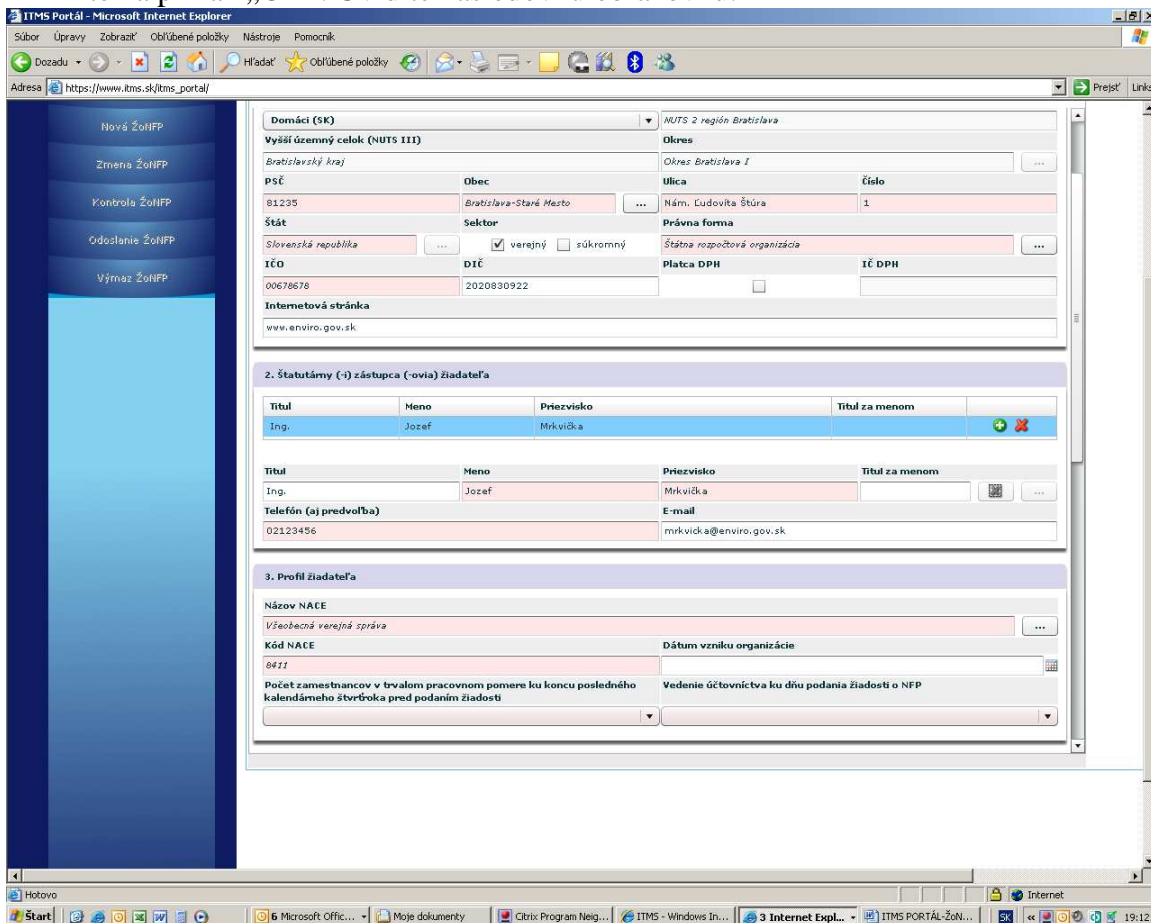 ITMS Portál - Microsoft Internet Explorer
Súbor Úpravy Zobraziť Obľúbené položky Nástroje Pomocník
Dozadu Hľadať Obľúbené položky
Adresa https://www.itms.sk/itms_portal/ Prejsť Links
Nová ŽoNFP
Zmena ŽoNFP
Kontrola ŽoNFP
Odoslanie ŽoNFP
Výmaz ŽoNFP
Domáci (SK) NUTS 2 región Bratislava
Vyšší územný celok (NUTS III) Okres
Bratislavský kraj Okres Bratislava I ...
PSČ Obec Ulica Číslo
81235 Bratislava-Staré Mesto ... Nám. Ľudovíta Štúra 1
Štát Sektor Právna forma
Slovenská republika ... verejný súkromný Štátna rozpočtová organizácia ...
IČO DIČ Platca DPH IČ DPH
00678678 2020830922
Internetová stránka
www.enviro.gov.sk
2. Štatutárny (-i) zástupca (-ovia) žiadateľa
Titul Meno Priezvisko Titul za menom
Ing. Jozef Mrkvička
Titul Meno Priezvisko Titul za menom
Ing. Jozef Mrkvička ...
Telefón (aj predvoľba) E-mail
02123456 mrkvicka@enviro.gov.sk
3. Profil žiadateľa
Názov NACE
Všeobecná verejná správa ...
Kód NACE Dátum vzniku organizácie
8411
Počet zamestnancov v trvalom pracovnom pomere ku koncu posledného kalendárneho štvrťroka pred podaním žiadosti Vedenie účtovníctva ku dňu podania žiadosti o NFP
Hotovo Internet
Štart 6 Microsoft Offic... Moje dokumenty Citrix Program Neig... ITMS - Windows In... 3 Internet Expl... ITMS PORTÁL-ŽoN... SK « 19:12